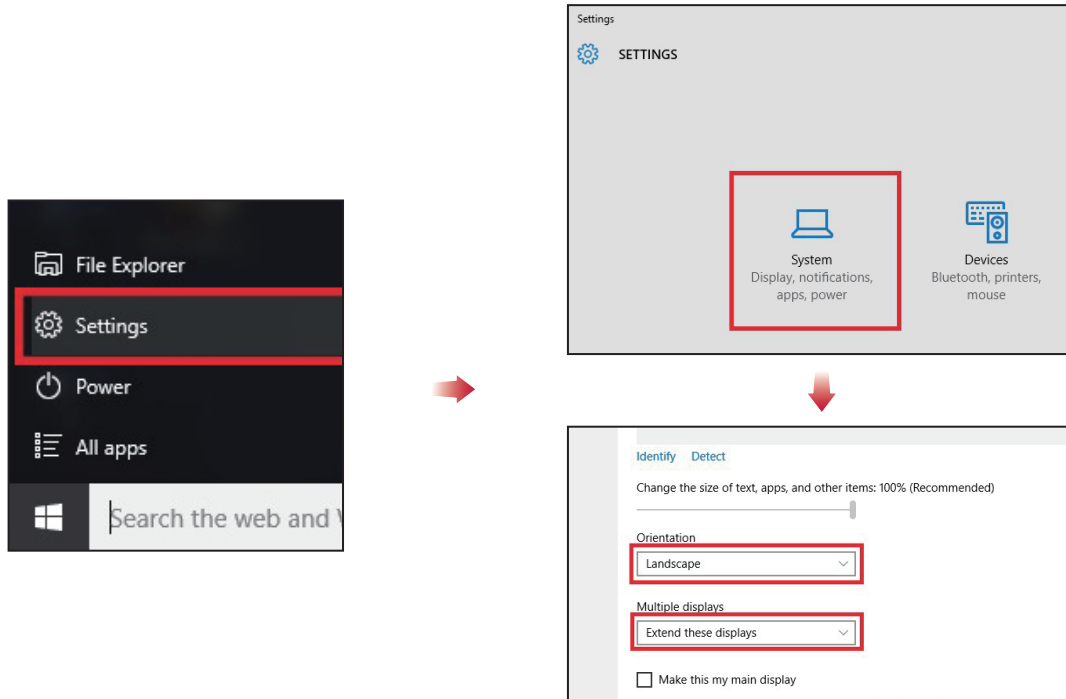 File Explorer
Settings
Power
All apps
Search the web and
Settings
SETTINGS
System
Display, notifications,
apps, power
Devices
Bluetooth, printers,
mouse
Identify Detect
Change the size of text, apps, and other items: 100% (Recommended)
Orientation
Landscape
Multiple displays
Extend these displays
Make this my main display